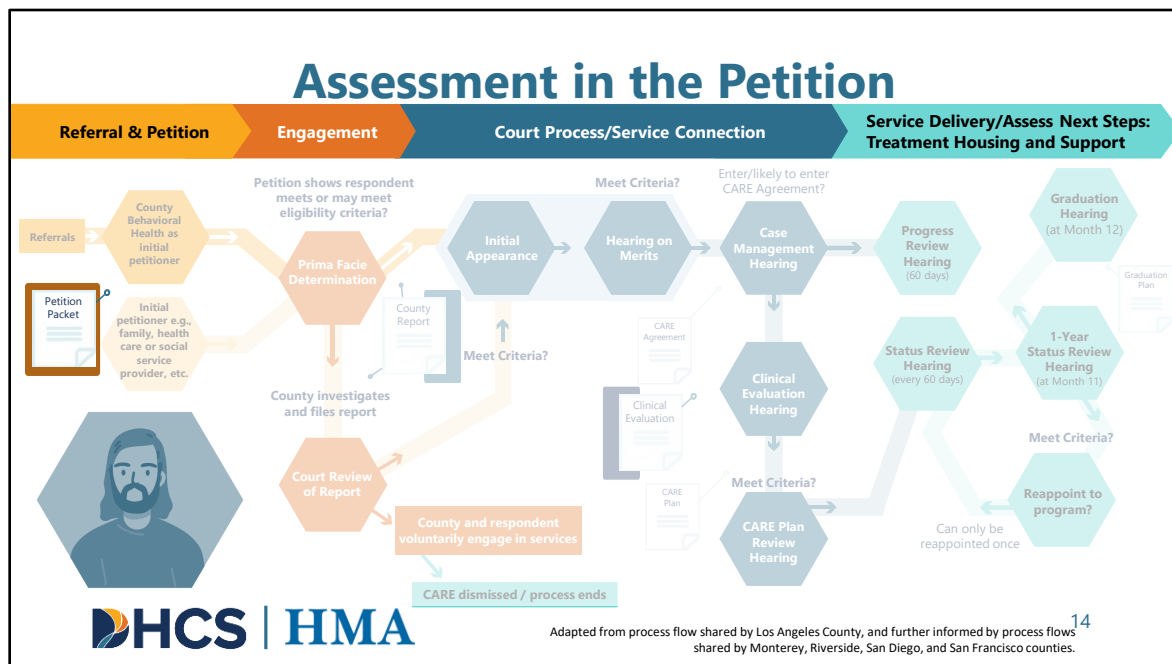 Assessment in the Petition
Referral & Petition
Engagement
Court Process/Service Connection
Service Delivery/Assess Next Steps:
Treatment Housing and Support
Referrals
County
Behavioral
Health as
initial
petitioner
Petition
Packet
Initial
petitioner e.g.,
family, health
care or social
service
provider, etc.
Petition shows respondent
meets or may meet
eligibility criteria?
Prima Facie
Determination
County investigates
and files report
Court Review
of Report
County and respondent
voluntarily engage in services
CARE dismissed / process ends
County
Report
Initial
Appearance
Meet Criteria?
Meet Criteria?
Hearing on
Merits
Enter/likely to enter
CARE Agreement?
Case
Management
Hearing
CARE
Agreement
Clinical
Evaluation
Hearing
Clinical
Evaluation
Meet Criteria?
CARE
Plan
CARE Plan
Review
Hearing
Progress
Review
Hearing
(60 days)
Status Review
Hearing
(every 60 days)
Graduation
Hearing
(at Month 12)
Graduation
Plan
1-Year
Status Review
Hearing
(at Month 11)
Meet Criteria?
Reappoint to
program?
Can only be
reappointed once
DHCS | HMA
14
Adapted from process flow shared by Los Angeles County, and further informed by process flows
shared by Monterey, Riverside, San Diego, and San Francisco counties.